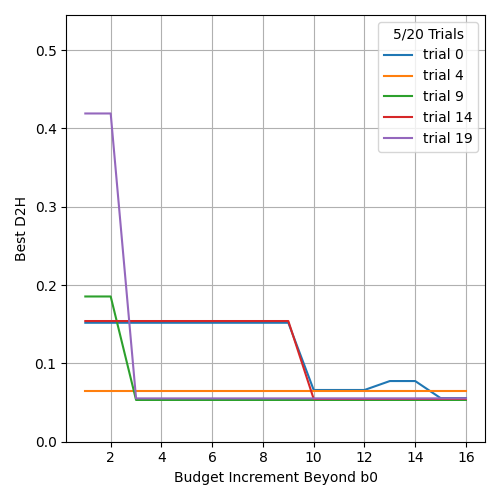 5/20 Trials
trial 0
trial 4
trial 9
trial 14
trial 19
0.5
0.4
0.3
0.2
0.1
0.0
Best D2H
2 4 6 8 10 12 14 16
Budget Increment Beyond b0